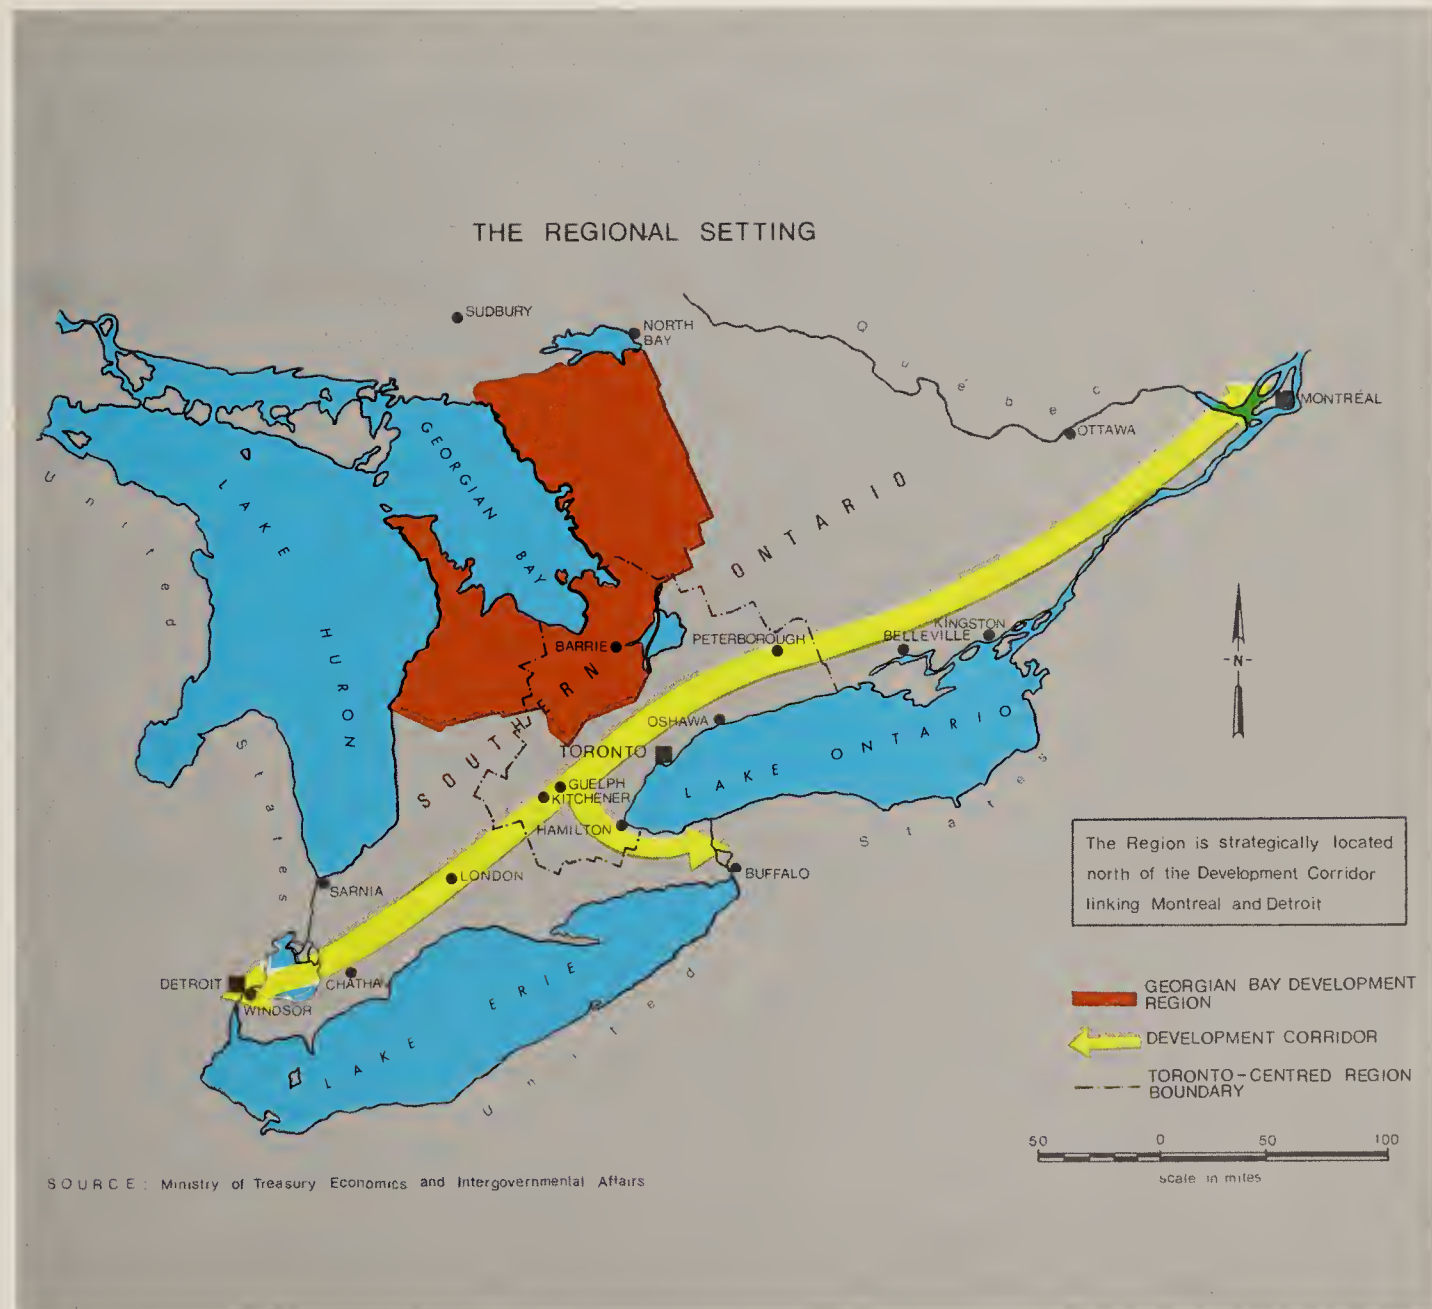 THE REGIONAL SETTING
SUDBURY
NORTH
BAY
Québec
MONTRÉAL
OTTAWA
GEORGIAN BAY
LAKE HURON
United States
SOUTHERN ONTARIO
BARRIE
PETERBOROUGH
KINGSTON
BELLEVILLE
-N-
OSHAWA
TORONTO
LAKE ONTARIO
GUELPH
KITCHENER
HAMILTON
BUFFALO
LONDON
SARNIA
CHATHA
DETROIT
WINDSOR
LAKE ERIE
United States
The Region is strategically located
north of the Development Corridor
linking Montreal and Detroit
GEORGIAN BAY DEVELOPMENT
REGION
DEVELOPMENT CORRIDOR
TORONTO-CENTRED REGION
BOUNDARY
50 0 50 100
scale in miles
SOURCE: Ministry of Treasury Economics and Intergovernmental Affairs